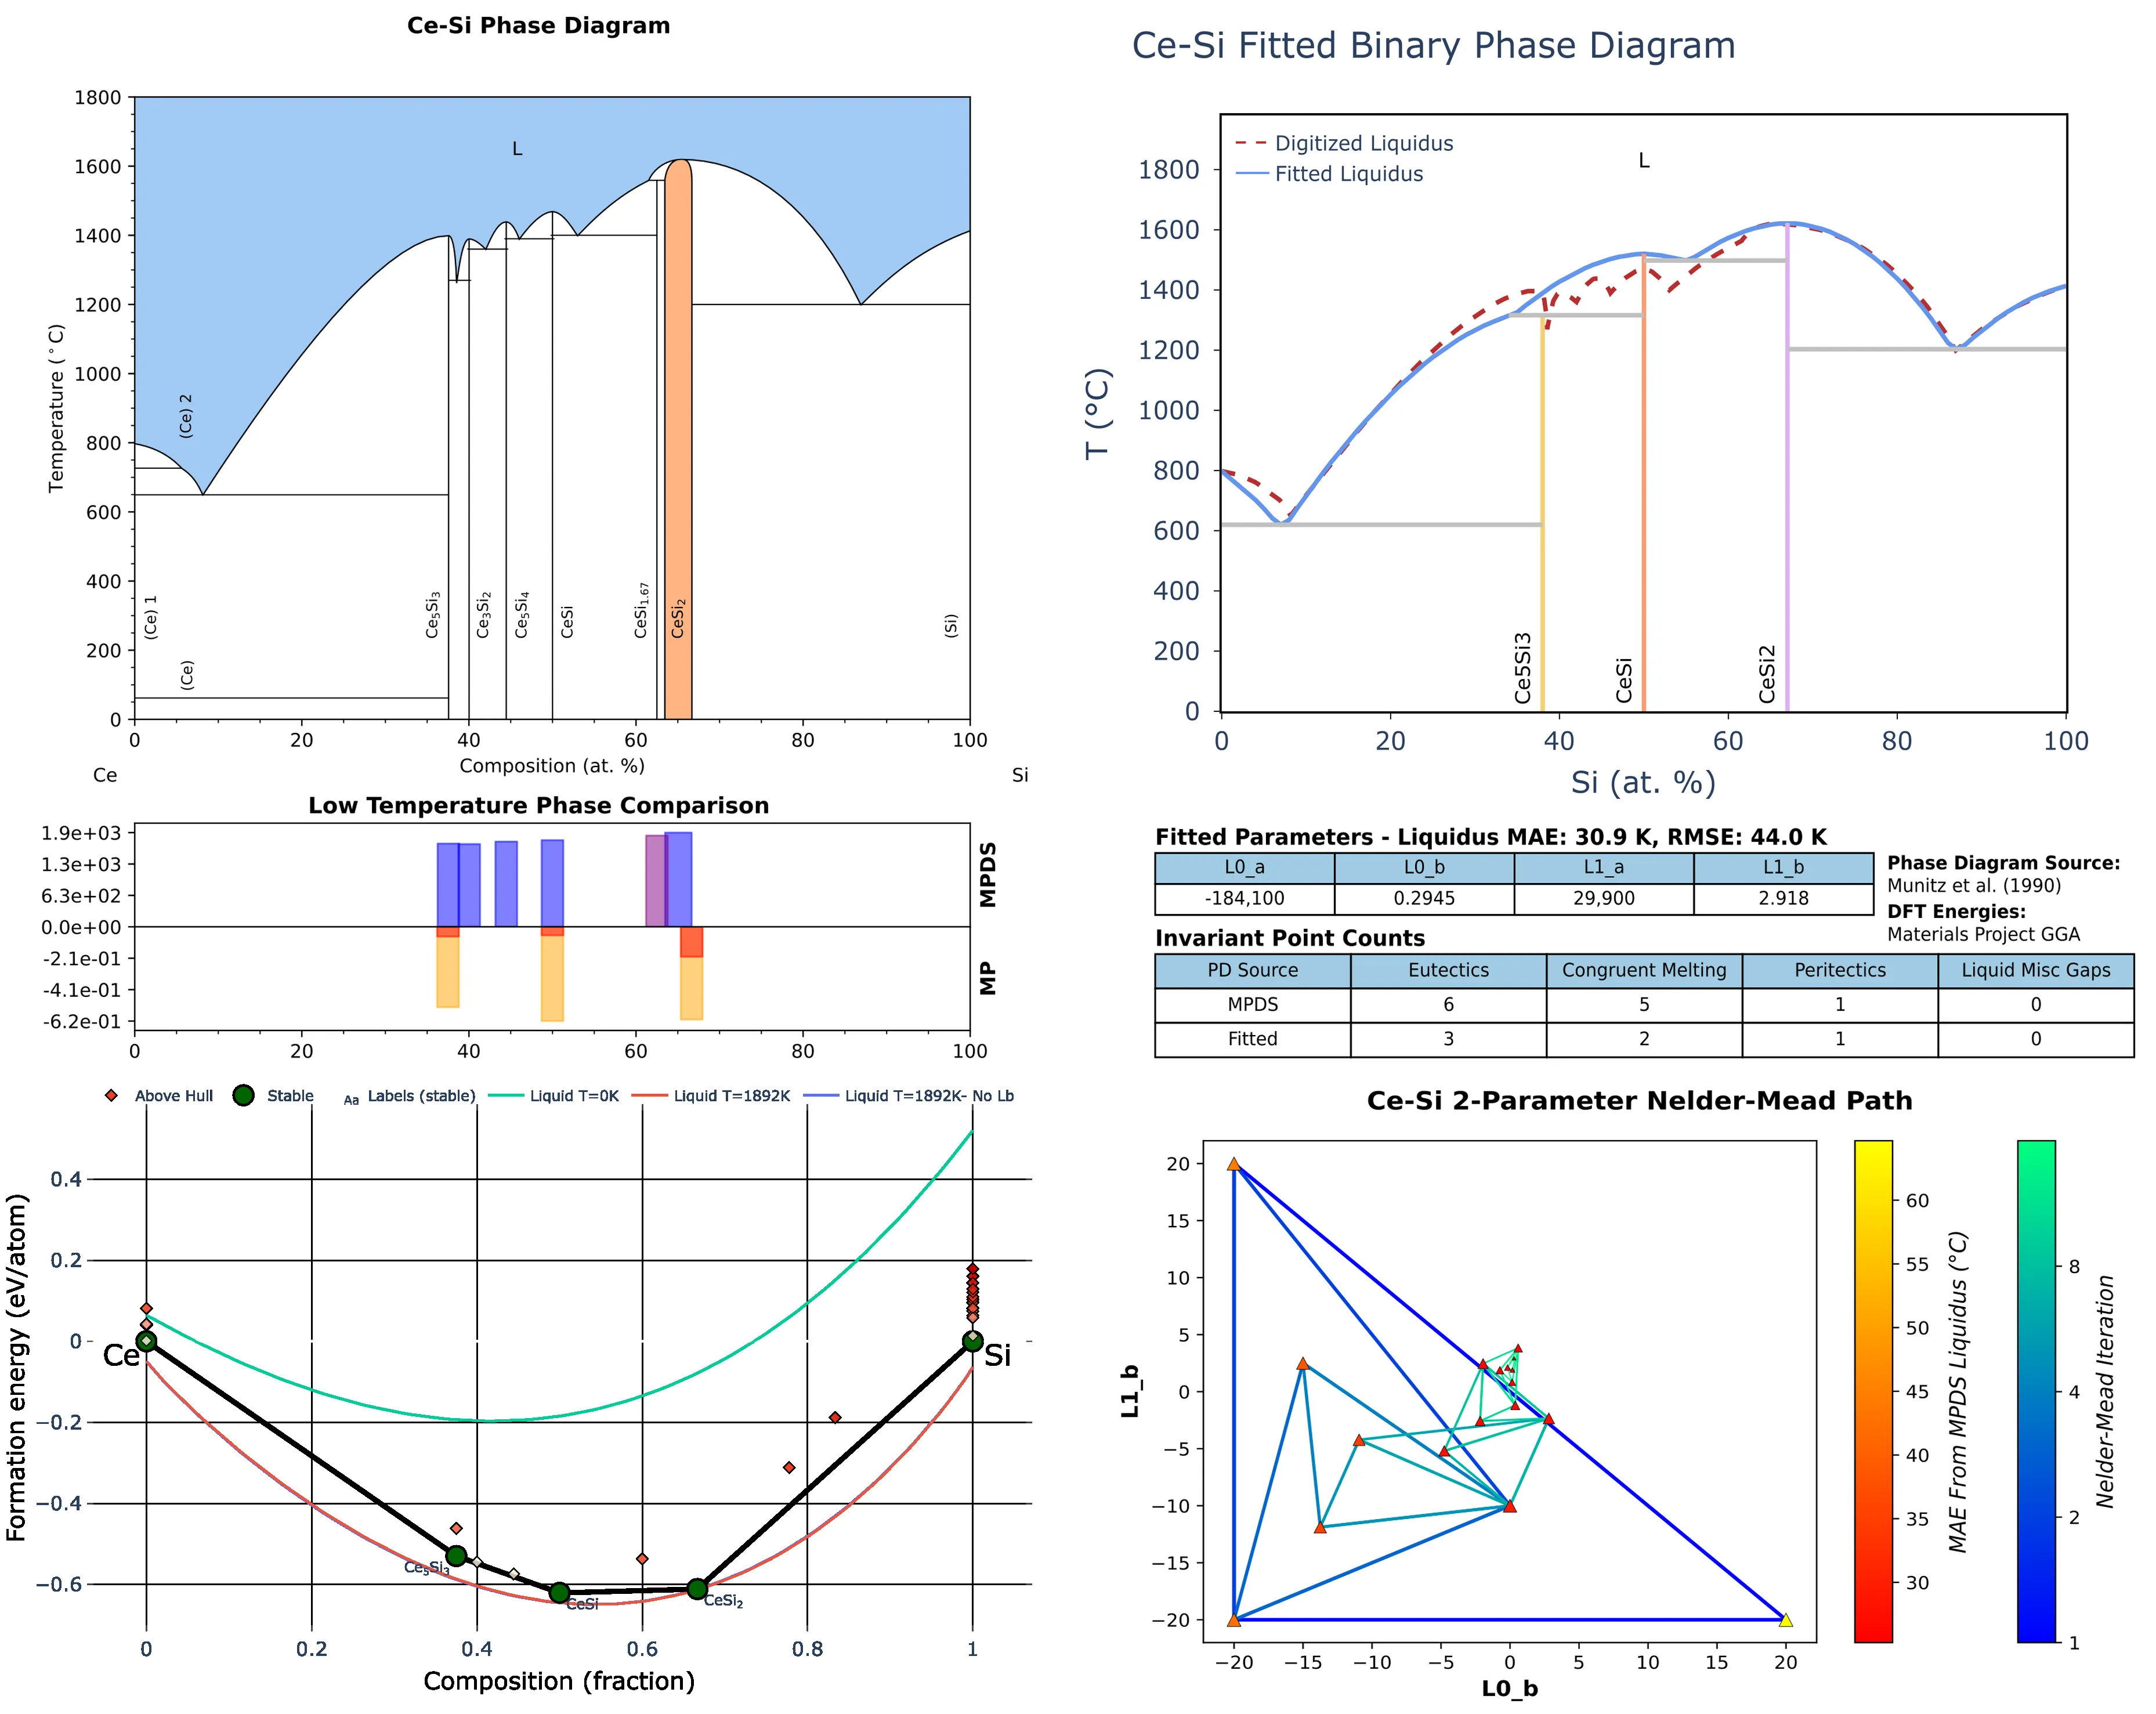 Ce-Si Phase Diagram
1800
1600
1400
1200
1000
800
600
400
200
0
Temperature (°C)
L
(Ce) 2
(Ce) 1
(Ce)
Ce5Si3
Ce3Si2
Ce5Si4
CeSi
CeSi1.67
CeSi2
(Si)
0 20 40 60 80 100
Composition (at. %)
Ce Si
Ce-Si Fitted Binary Phase Diagram
Digitized Liquidus
Fitted Liquidus
L
1800
1600
1400
1200
1000
800
600
400
200
0
T (°C)
Ce5Si3
CeSi
CeSi2
0 20 40 60 80 100
Si (at. %)
Low Temperature Phase Comparison
1.9e+03
1.3e+03
6.3e+02
0.0e+00
-2.1e-01
-4.1e-01
-6.2e-01
MPDS
MP
0 20 40 60 80 100
Fitted Parameters - Liquidus MAE: 30.9 K, RMSE: 44.0 K
L0_a L0_b L1_a L1_b
-184,100 0.2945 29,900 2.918
Phase Diagram Source:
Munitz et al. (1990)
DFT Energies:
Materials Project GGA
Invariant Point Counts
PD Source Eutectics Congruent Melting Peritectics Liquid Misc Gaps
MPDS 6 5 1 0
Fitted 3 2 1 0
Above Hull Stable Aa Labels (stable) Liquid T=0K Liquid T=1892K Liquid T=1892K- No Lb
0.4
0.2
0
−0.2
−0.4
−0.6
Formation energy (eV/atom)
Ce
Si
Ce5Si3
CeSi
CeSi2
0 0.2 0.4 0.6 0.8 1
Composition (fraction)
Ce-Si 2-Parameter Nelder-Mead Path
20
15
10
5
0
−5
−10
−15
−20
L1_b
−20 −15 −10 −5 0 5 10 15 20
L0_b
60
55
50
45
40
35
30
MAE From MPDS Liquidus (°C)
8
4
2
1
Nelder-Mead Iteration